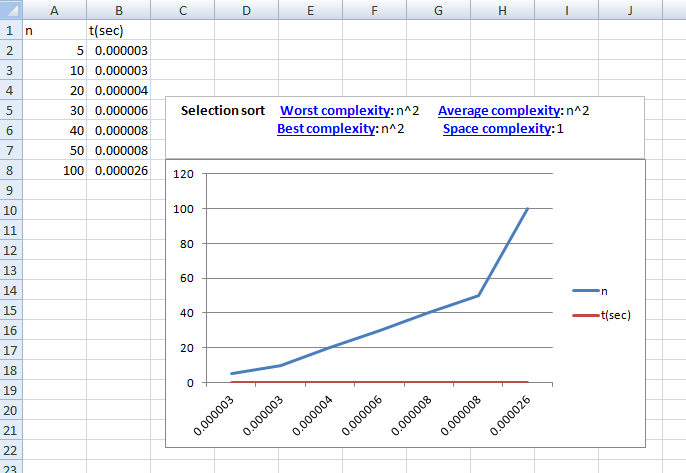 A B C D E F G H I J
1 n t(sec)
2 5 0.000003
3 10 0.000003
4 20 0.000004
5 30 0.000006
6 40 0.000008
7 50 0.000008
8 100 0.000026
9
10
11
12
13
14
15
16
17
18
19
20
21
22
23
Selection sort Worst complexity: n^2 Average complexity: n^2
Best complexity: n^2 Space complexity: 1
120
100
80
60
40
20
0
0.000003 0.000003 0.000004 0.000006 0.000008 0.000008 0.000026
n
t(sec)